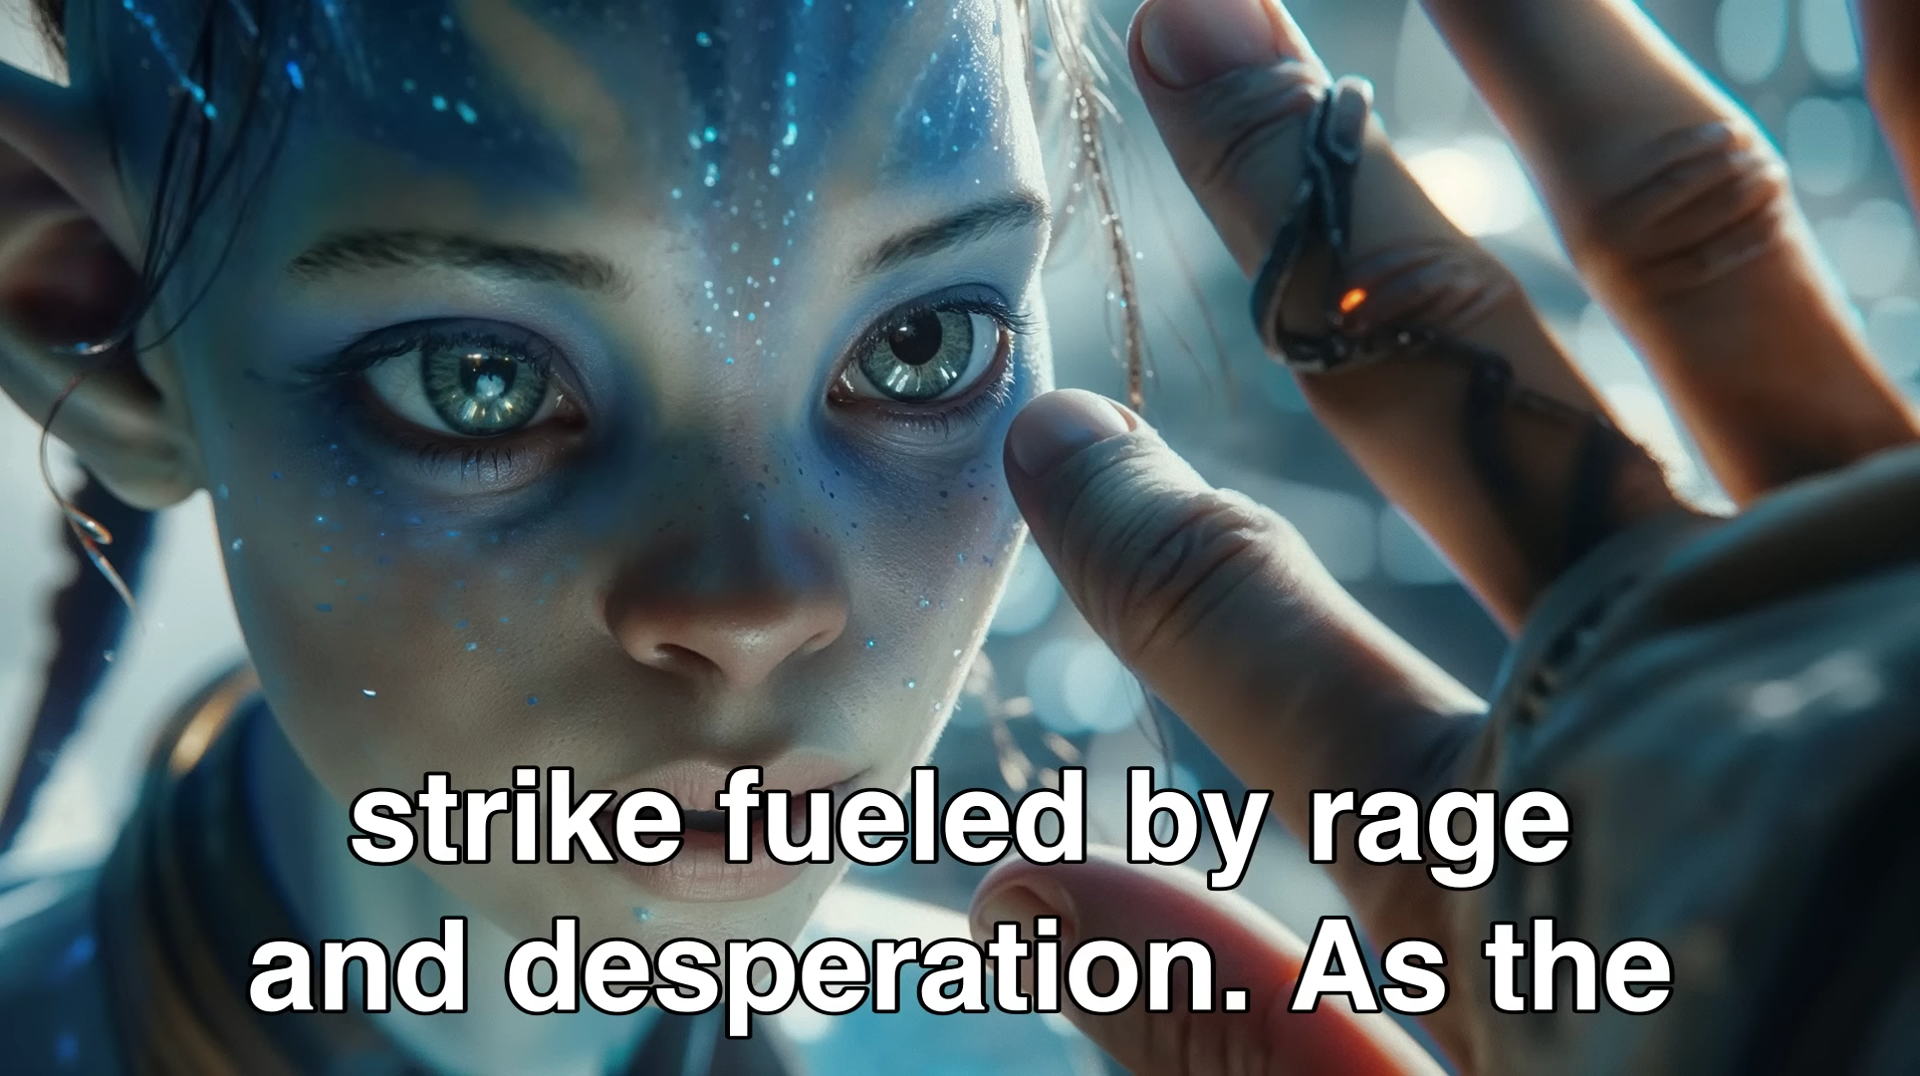 strike fueled by rage
and desperation. As the